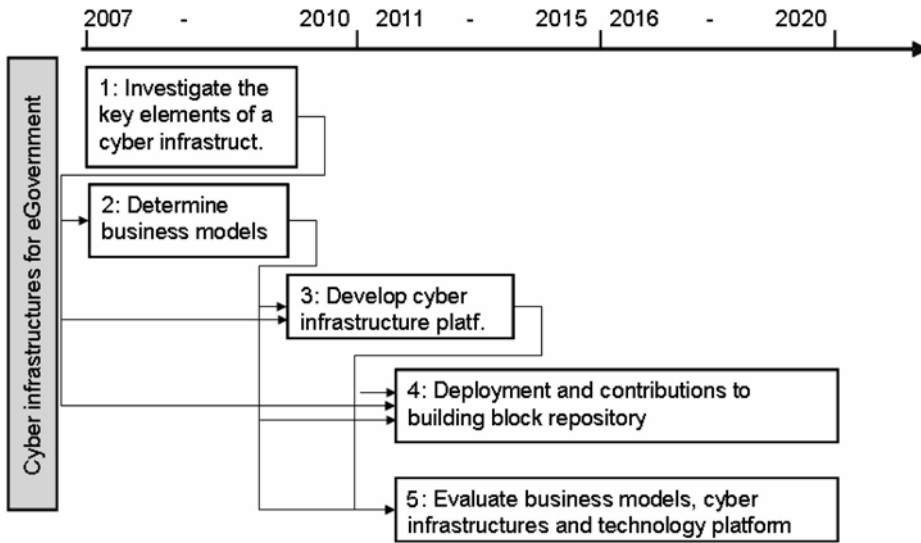 2007 - 2010 2011 - 2015 2016 - 2020
Cyber infrastructures for eGovernment
1: Investigate the
key elements of a
cyber infrastruct.
2: Determine
business models
3: Develop cyber
infrastructure platf.
4: Deployment and contributions to
building block repository
5: Evaluate business models, cyber
infrastructures and technology platform